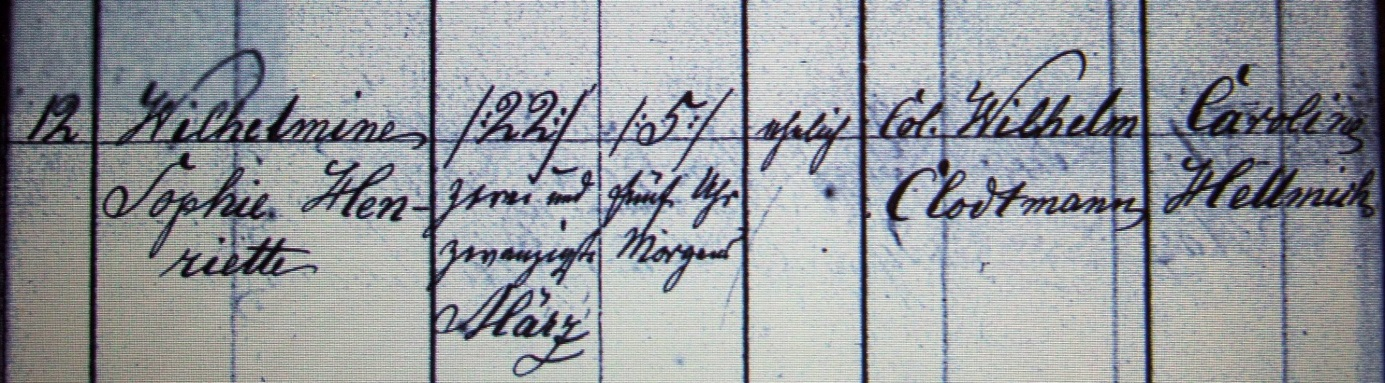 12
Wilhelmine
Sophie Hen-
riette
/:22:/
zwei und
zwanzigste
März
/:5:/
fünf Uhr
Morgens
ehelich
Col. Wilhelm
Clodtmann
Caroline
Hellmich